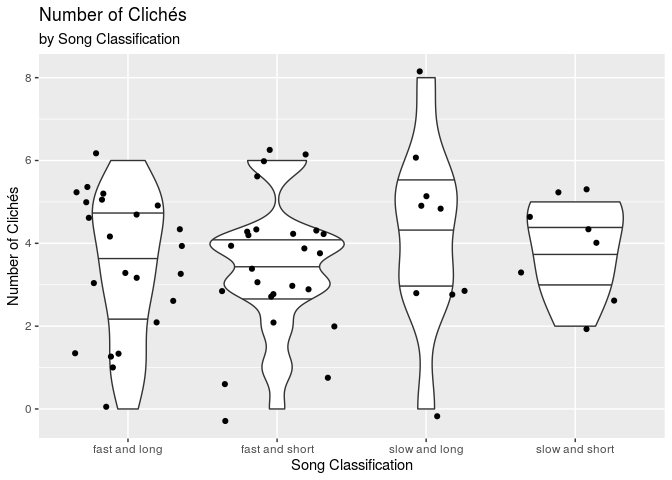 Number of Clichés
by Song Classification
8
6
4
2
0
Number of Clichés
fast and long
fast and short
slow and long
slow and short
Song Classification